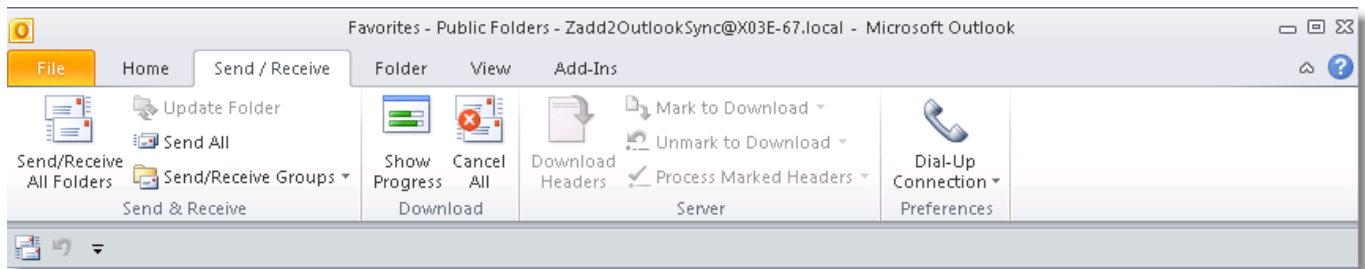 Favorites - Public Folders - Zadd2OutlookSync@X03E-67.local - Microsoft Outlook
File Home Send / Receive Folder View Add-Ins
Send/Receive All Folders
Update Folder
Send All
Send/Receive Groups
Send & Receive
Show Progress
Cancel All
Download
Download Headers
Mark to Download
Unmark to Download
Process Marked Headers
Server
Dial-Up Connection
Preferences